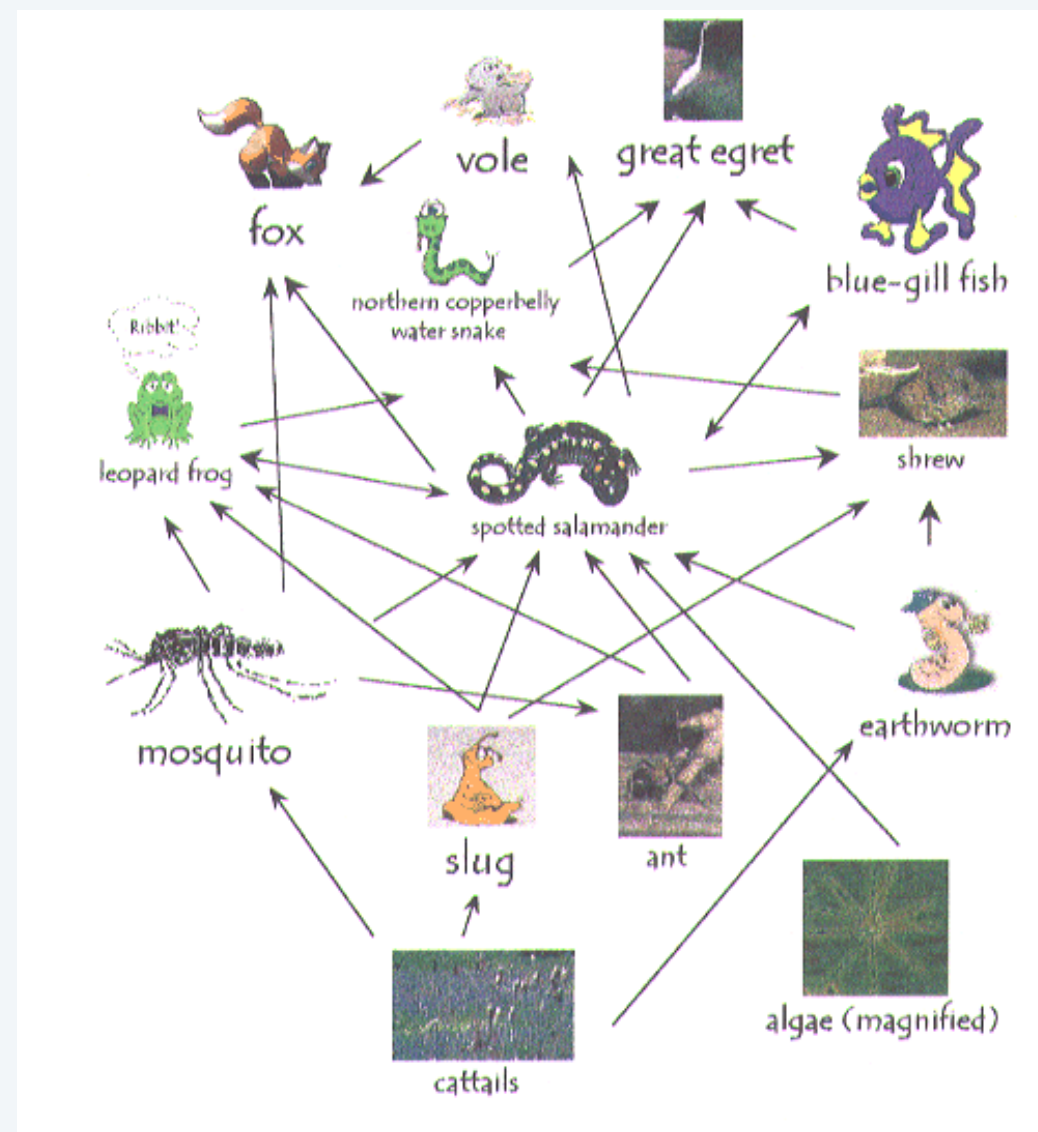 vole
great egret
fox
blue-gill fish
northern copperbelly
water snake
Ribbit!
leopard frog
shrew
spotted salamander
earthworm
mosquito
slug
ant
algae (magnified)
cattails